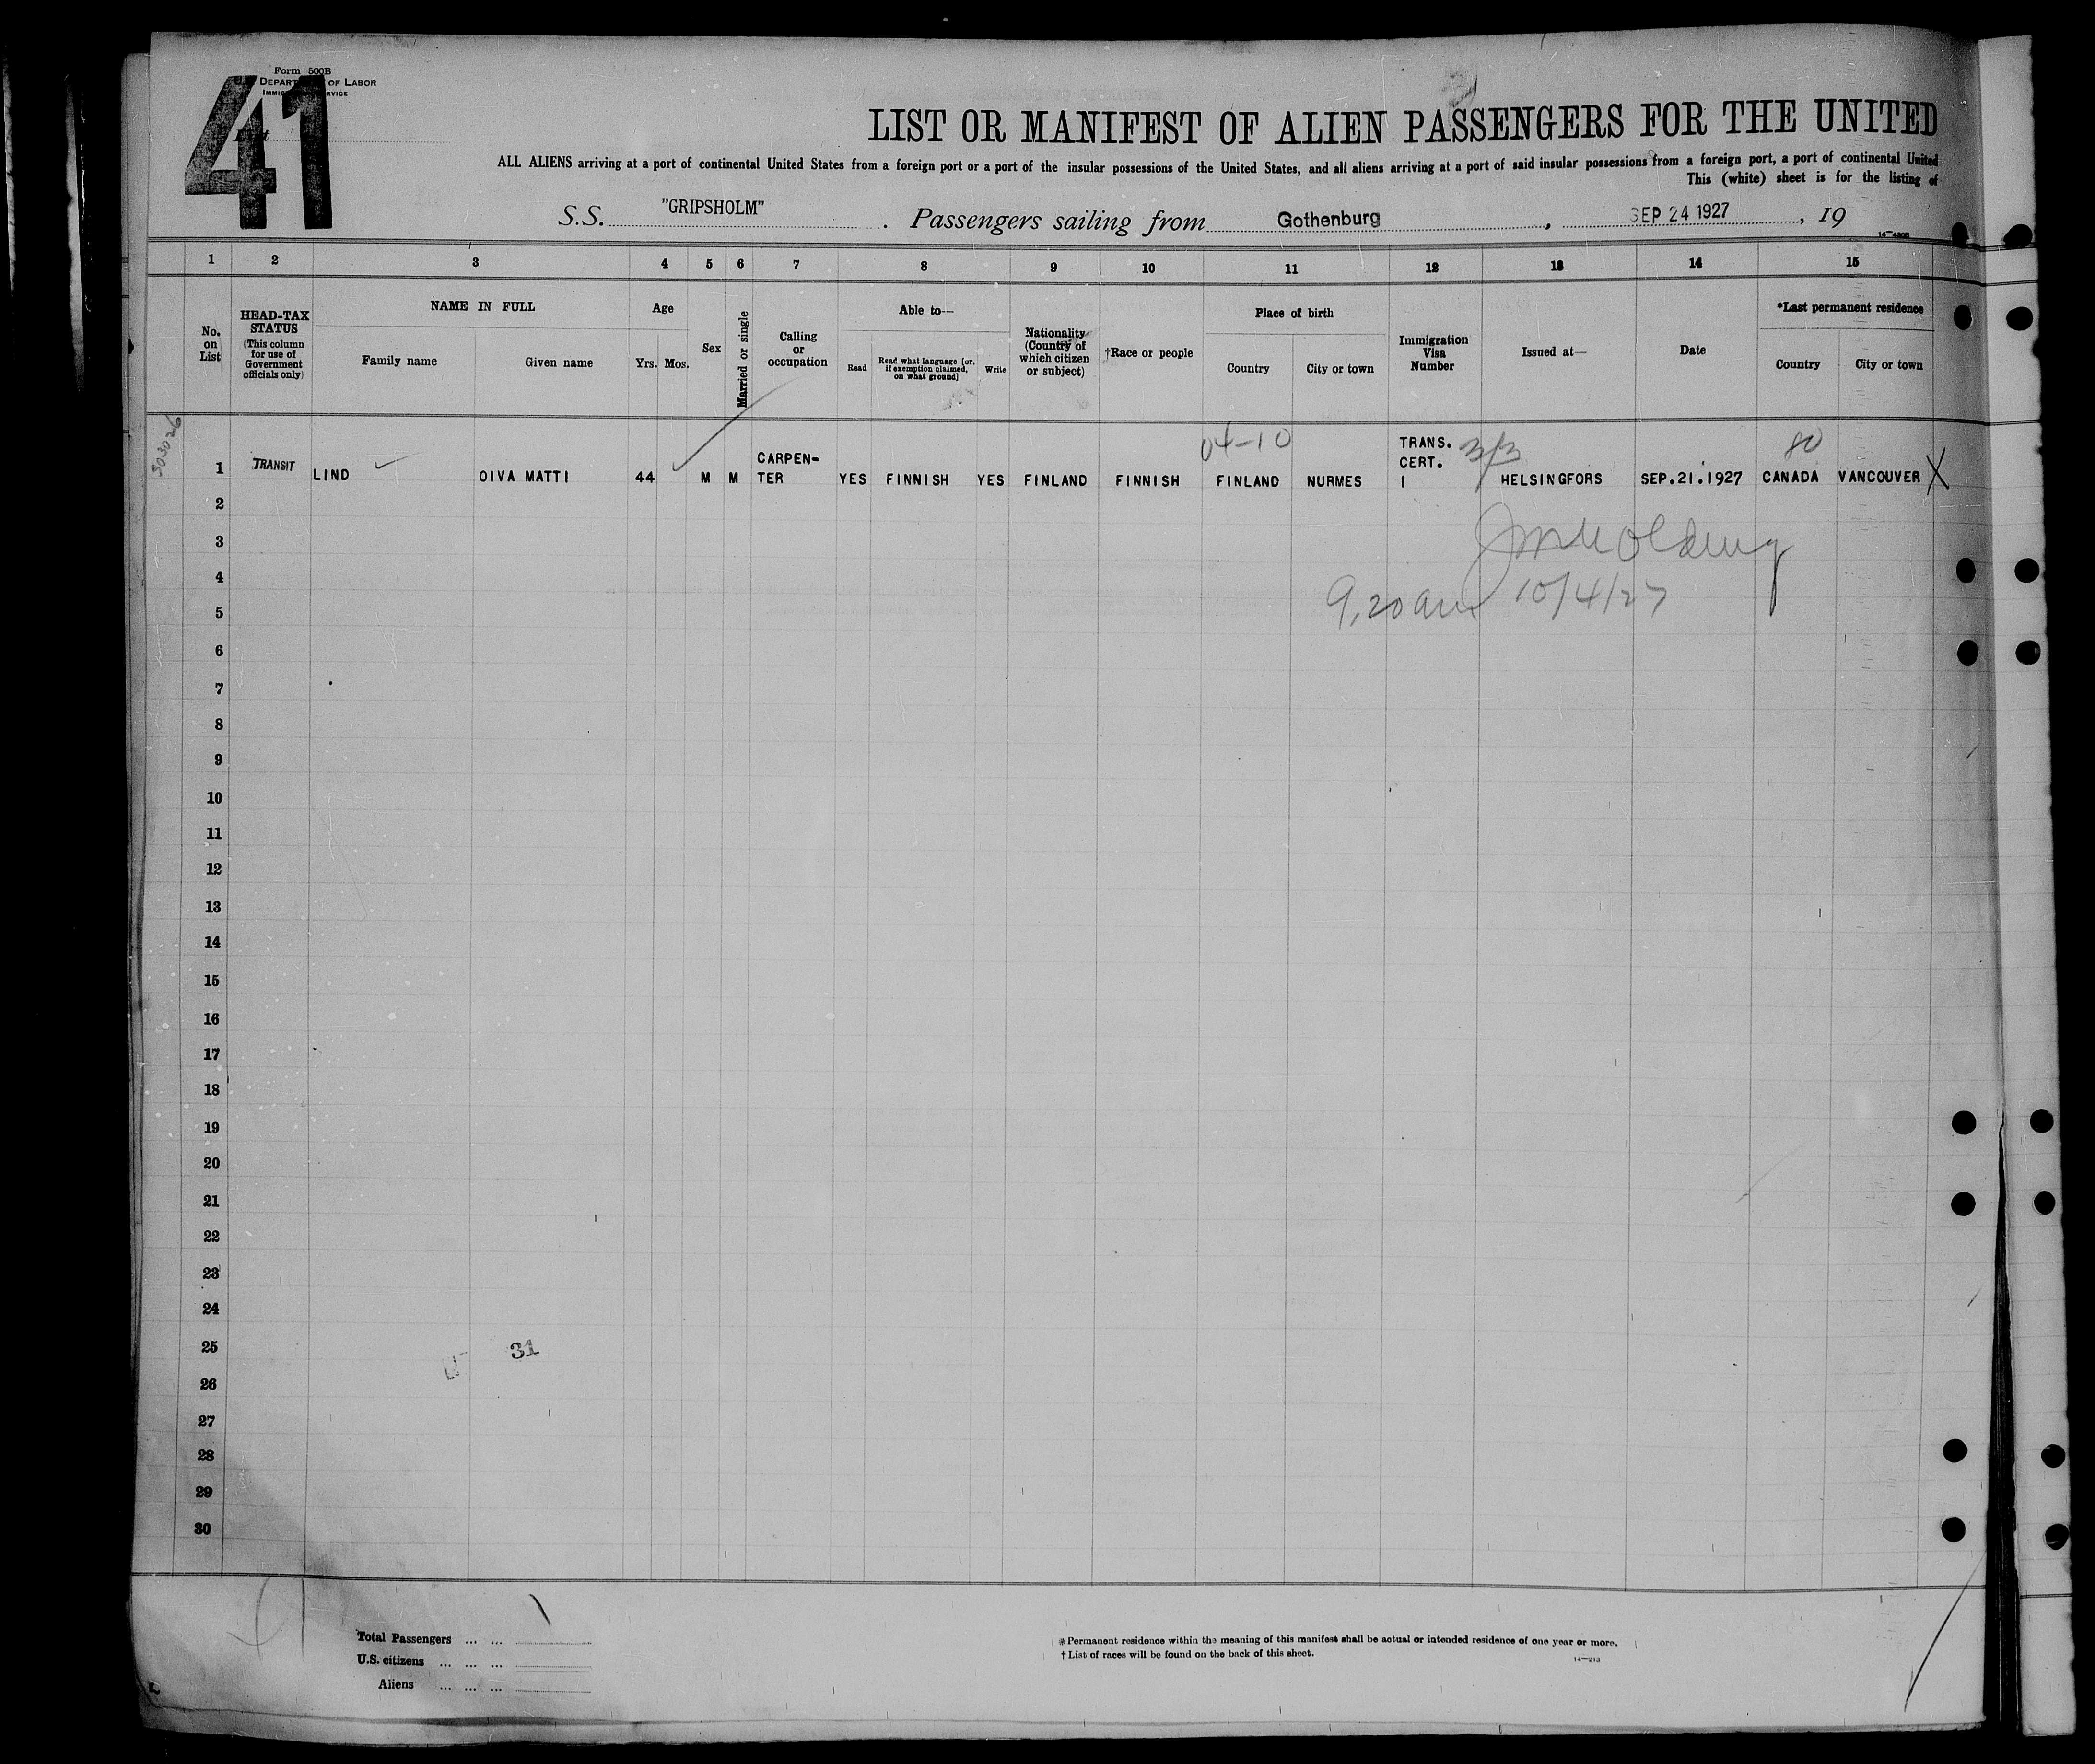 Form 500B
DEPARTMENT OF LABOR
41
LIST OR MANIFEST OF ALIEN PASSENGERS FOR THE UNITED
ALL ALIENS arriving at a port of continental United States from a foreign port or a port of the insular possessions of the United States, and all aliens arriving at a port of said insular possessions from a foreign port, a port of continental United
This (white) sheet is for the listing of
S.S. "GRIPSHOLM" . Passengers sailing from Gothenburg , SEP 24 1927 , 19
1 2 3 4 5 6 7 8 9 10 11 12 13 14 15
No. on List
HEAD-TAX STATUS (This column for use of Government officials only)
NAME IN FULL
Family name
Given name
Age
Yrs. Mos.
Sex
Married or single
Calling or occupation
Able to—
Read
Read what language [or, if exemption claimed, on what ground]
Write
Nationality (Country of which citizen or subject)
†Race or people
Place of birth
Country
City or town
Immigration Visa Number
Issued at—
Date
*Last permanent residence
Country
City or town
303026
04-10
3/3
80
1 TRANSIT LIND OIVA MATTI 44 M M CARPEN-TER YES FINNISH YES FINLAND FINNISH FINLAND NURMES TRANS. CERT. 1 HELSINGFORS SEP.21.1927 CANADA VANCOUVER X
2
3
4
9,20 am 10/4/27
5
6
7
8
9
10
11
12
13
14
15
16
17
18
19
20
21
22
23
24
25
31
26
27
28
29
30
Total Passengers ... ...
U.S. citizens ... ... ...
Aliens ... ... ...
*Permanent residence within the meaning of this manifest shall be actual or intended residence of one year or more.
†List of races will be found on the back of this sheet.
14—213